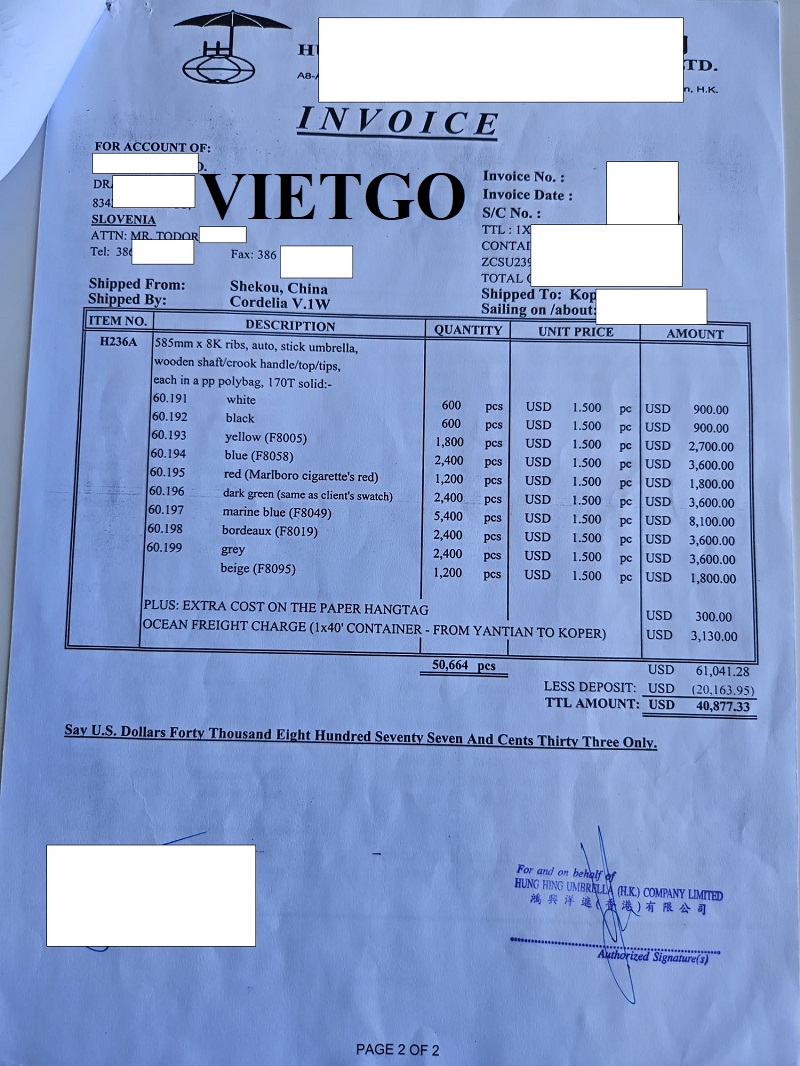 H
TD.
A8-
n, H.K.
INVOICE
FOR ACCOUNT OF:
D.
DR
834
SLOVENIA
ATTN: MR. TODOR
Tel: 386
Fax: 386
VIETGO
Invoice No. :
Invoice Date :
S/C No. :
TTL : 1X
CONTAI
ZCSU239
TOTAL
Shipped From: Shekou, China
Shipped By: Cordelia V.1W
Shipped To: Kop
Sailing on /about:
ITEM NO. DESCRIPTION QUANTITY UNIT PRICE AMOUNT
H236A 585mm x 8K ribs, auto, stick umbrella,
wooden shaft/crook handle/top/tips,
each in a pp polybag, 170T solid:-
60.191 white 600 pcs USD 1.500 pc USD 900.00
60.192 black 600 pcs USD 1.500 pc USD 900.00
60.193 yellow (F8005) 1,800 pcs USD 1.500 pc USD 2,700.00
60.194 blue (F8058) 2,400 pcs USD 1.500 pc USD 3,600.00
60.195 red (Marlboro cigarette's red) 1,200 pcs USD 1.500 pc USD 1,800.00
60.196 dark green (same as client's swatch) 2,400 pcs USD 1.500 pc USD 3,600.00
60.197 marine blue (F8049) 5,400 pcs USD 1.500 pc USD 8,100.00
60.198 bordeaux (F8019) 2,400 pcs USD 1.500 pc USD 3,600.00
60.199 grey 2,400 pcs USD 1.500 pc USD 3,600.00
beige (F8095) 1,200 pcs USD 1.500 pc USD 1,800.00
PLUS: EXTRA COST ON THE PAPER HANGTAG USD 300.00
OCEAN FREIGHT CHARGE (1x40' CONTAINER - FROM YANTIAN TO KOPER) USD 3,130.00
50,664 pcs USD 61,041.28
LESS DEPOSIT: USD (20,163.95)
TTL AMOUNT: USD 40,877.33
Say U.S. Dollars Forty Thousand Eight Hundred Seventy Seven And Cents Thirty Three Only.
For and on behalf of
HUNG HING UMBRELLA (H.K.) COMPANY LIMITED
鴻興洋遮(香港)有限公司
Authorized Signature(s)
PAGE 2 OF 2